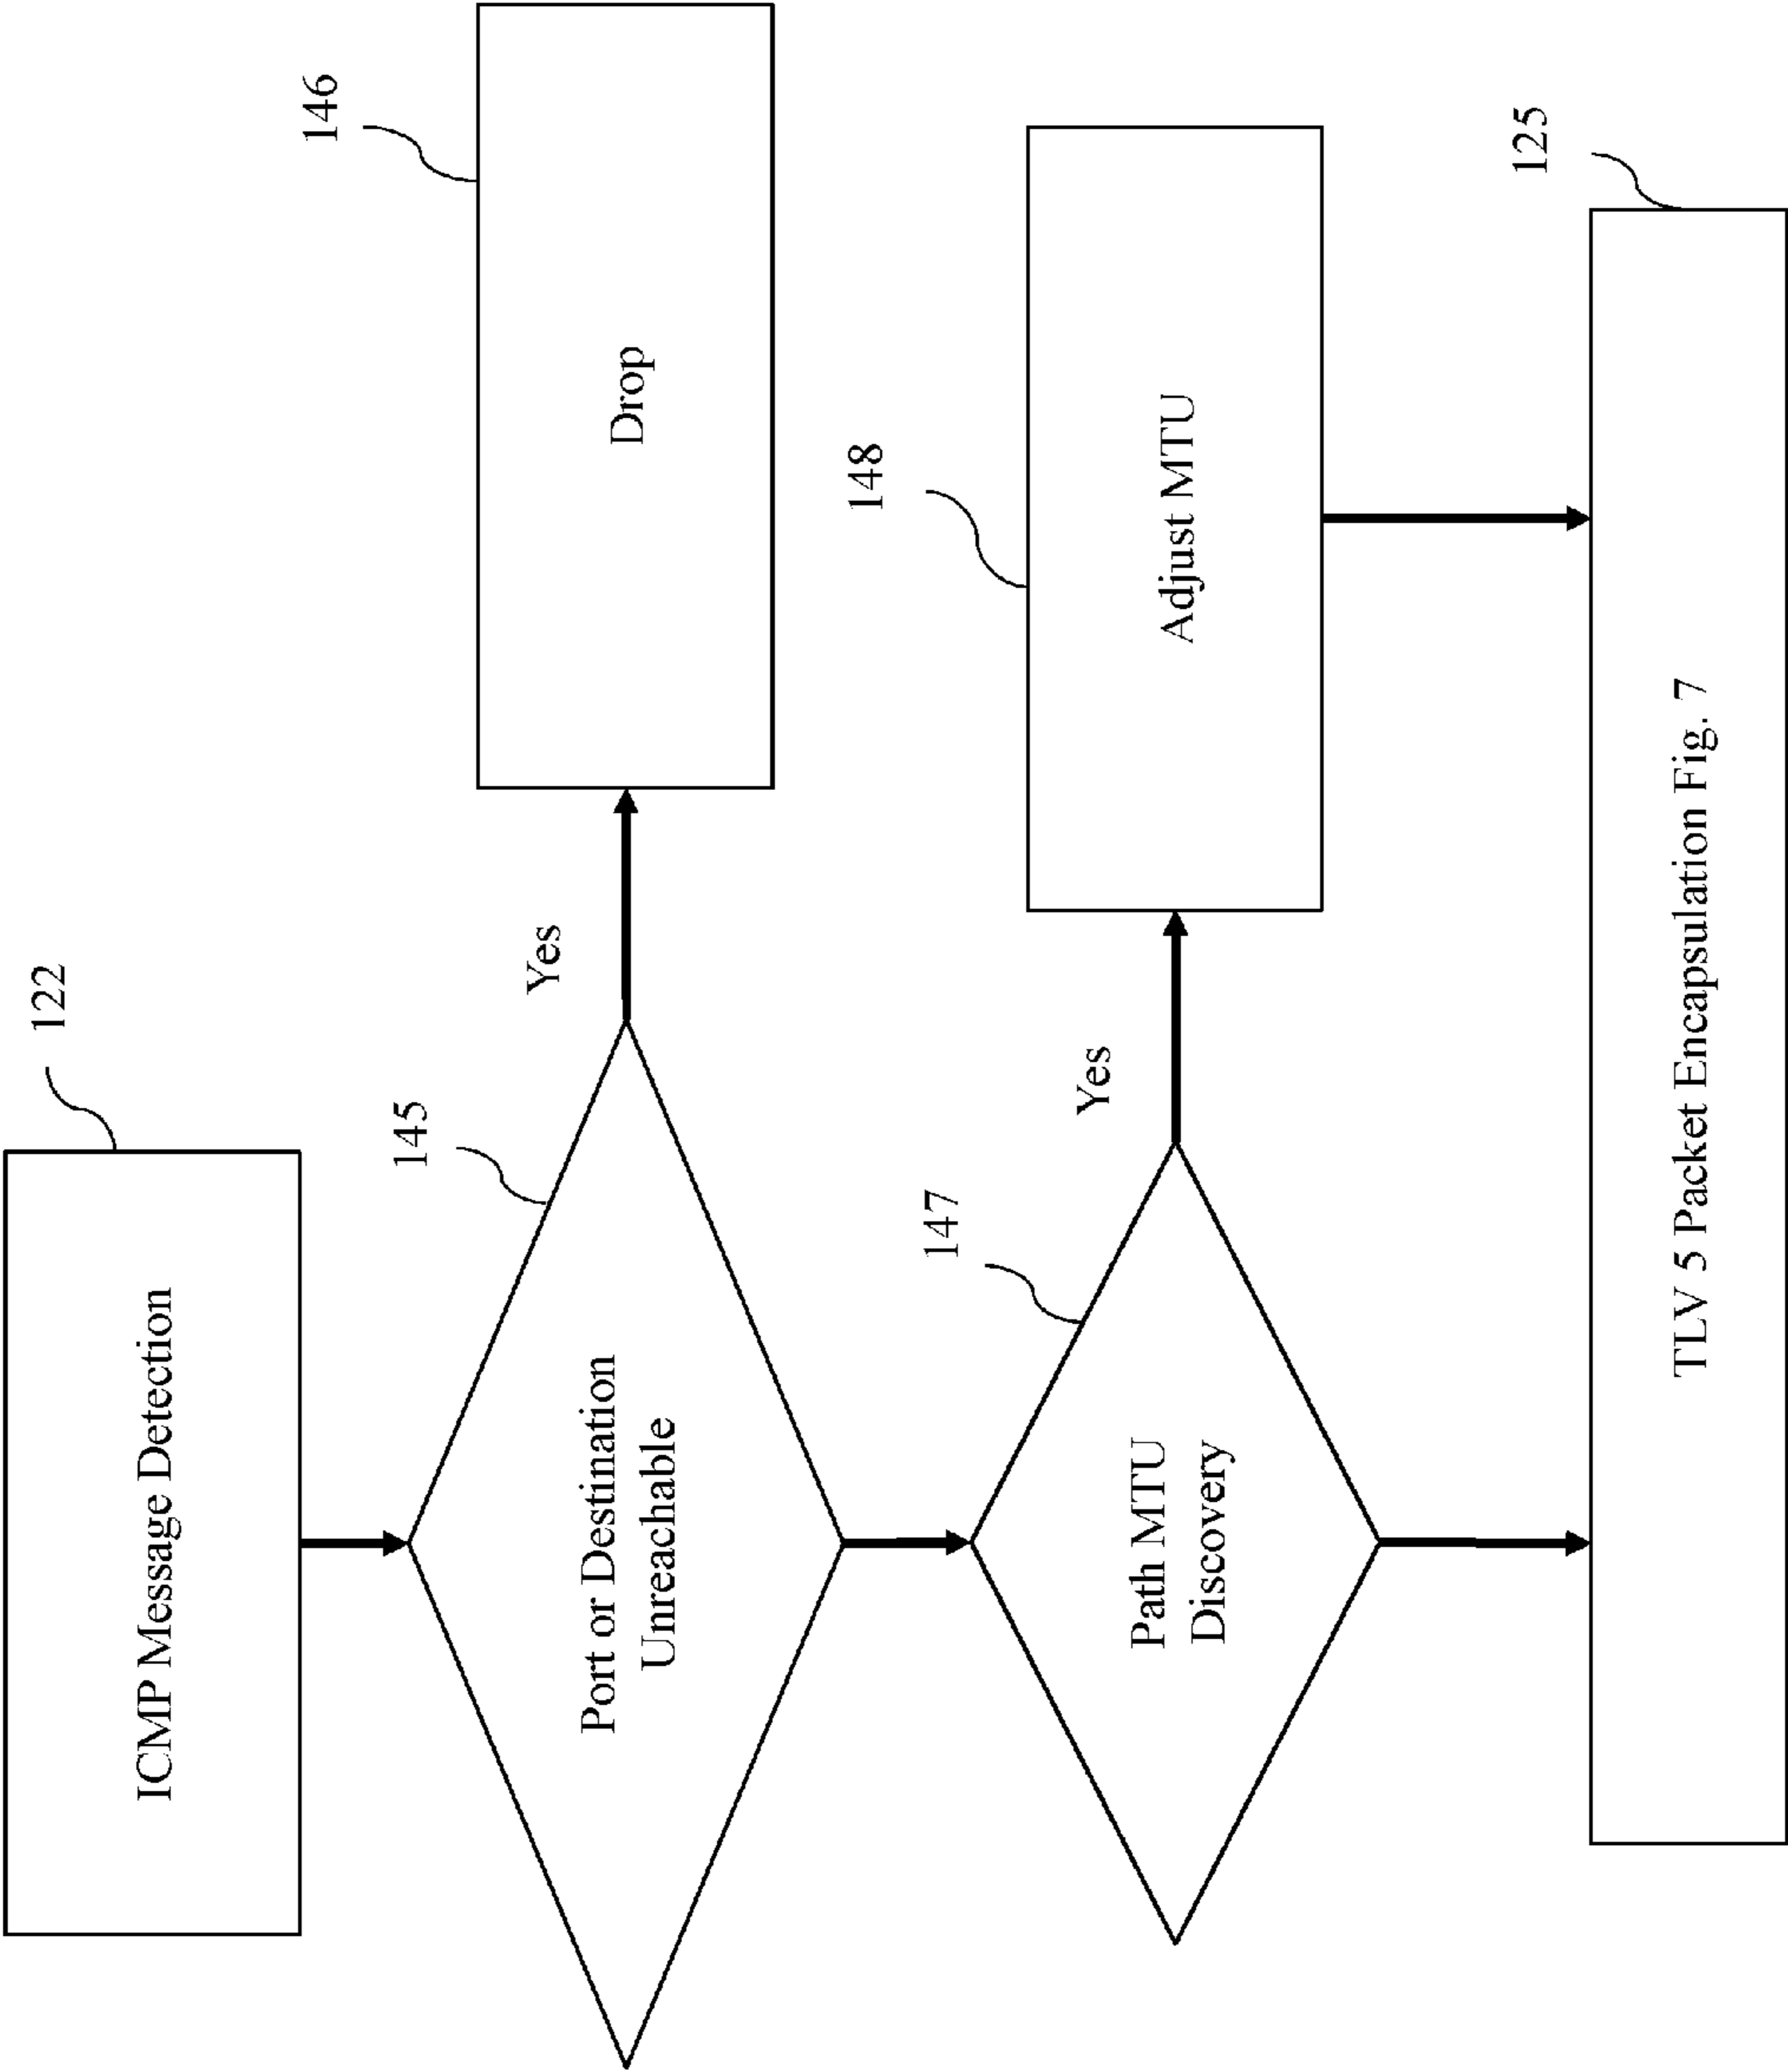 ICMP Message Detection
122
Port or Destination
Unreachable
145
Yes
Drop
146
Path MTU
Discovery
147
Yes
Adjust MTU
148
TLV 5 Packet Encapsulation Fig. 7
125